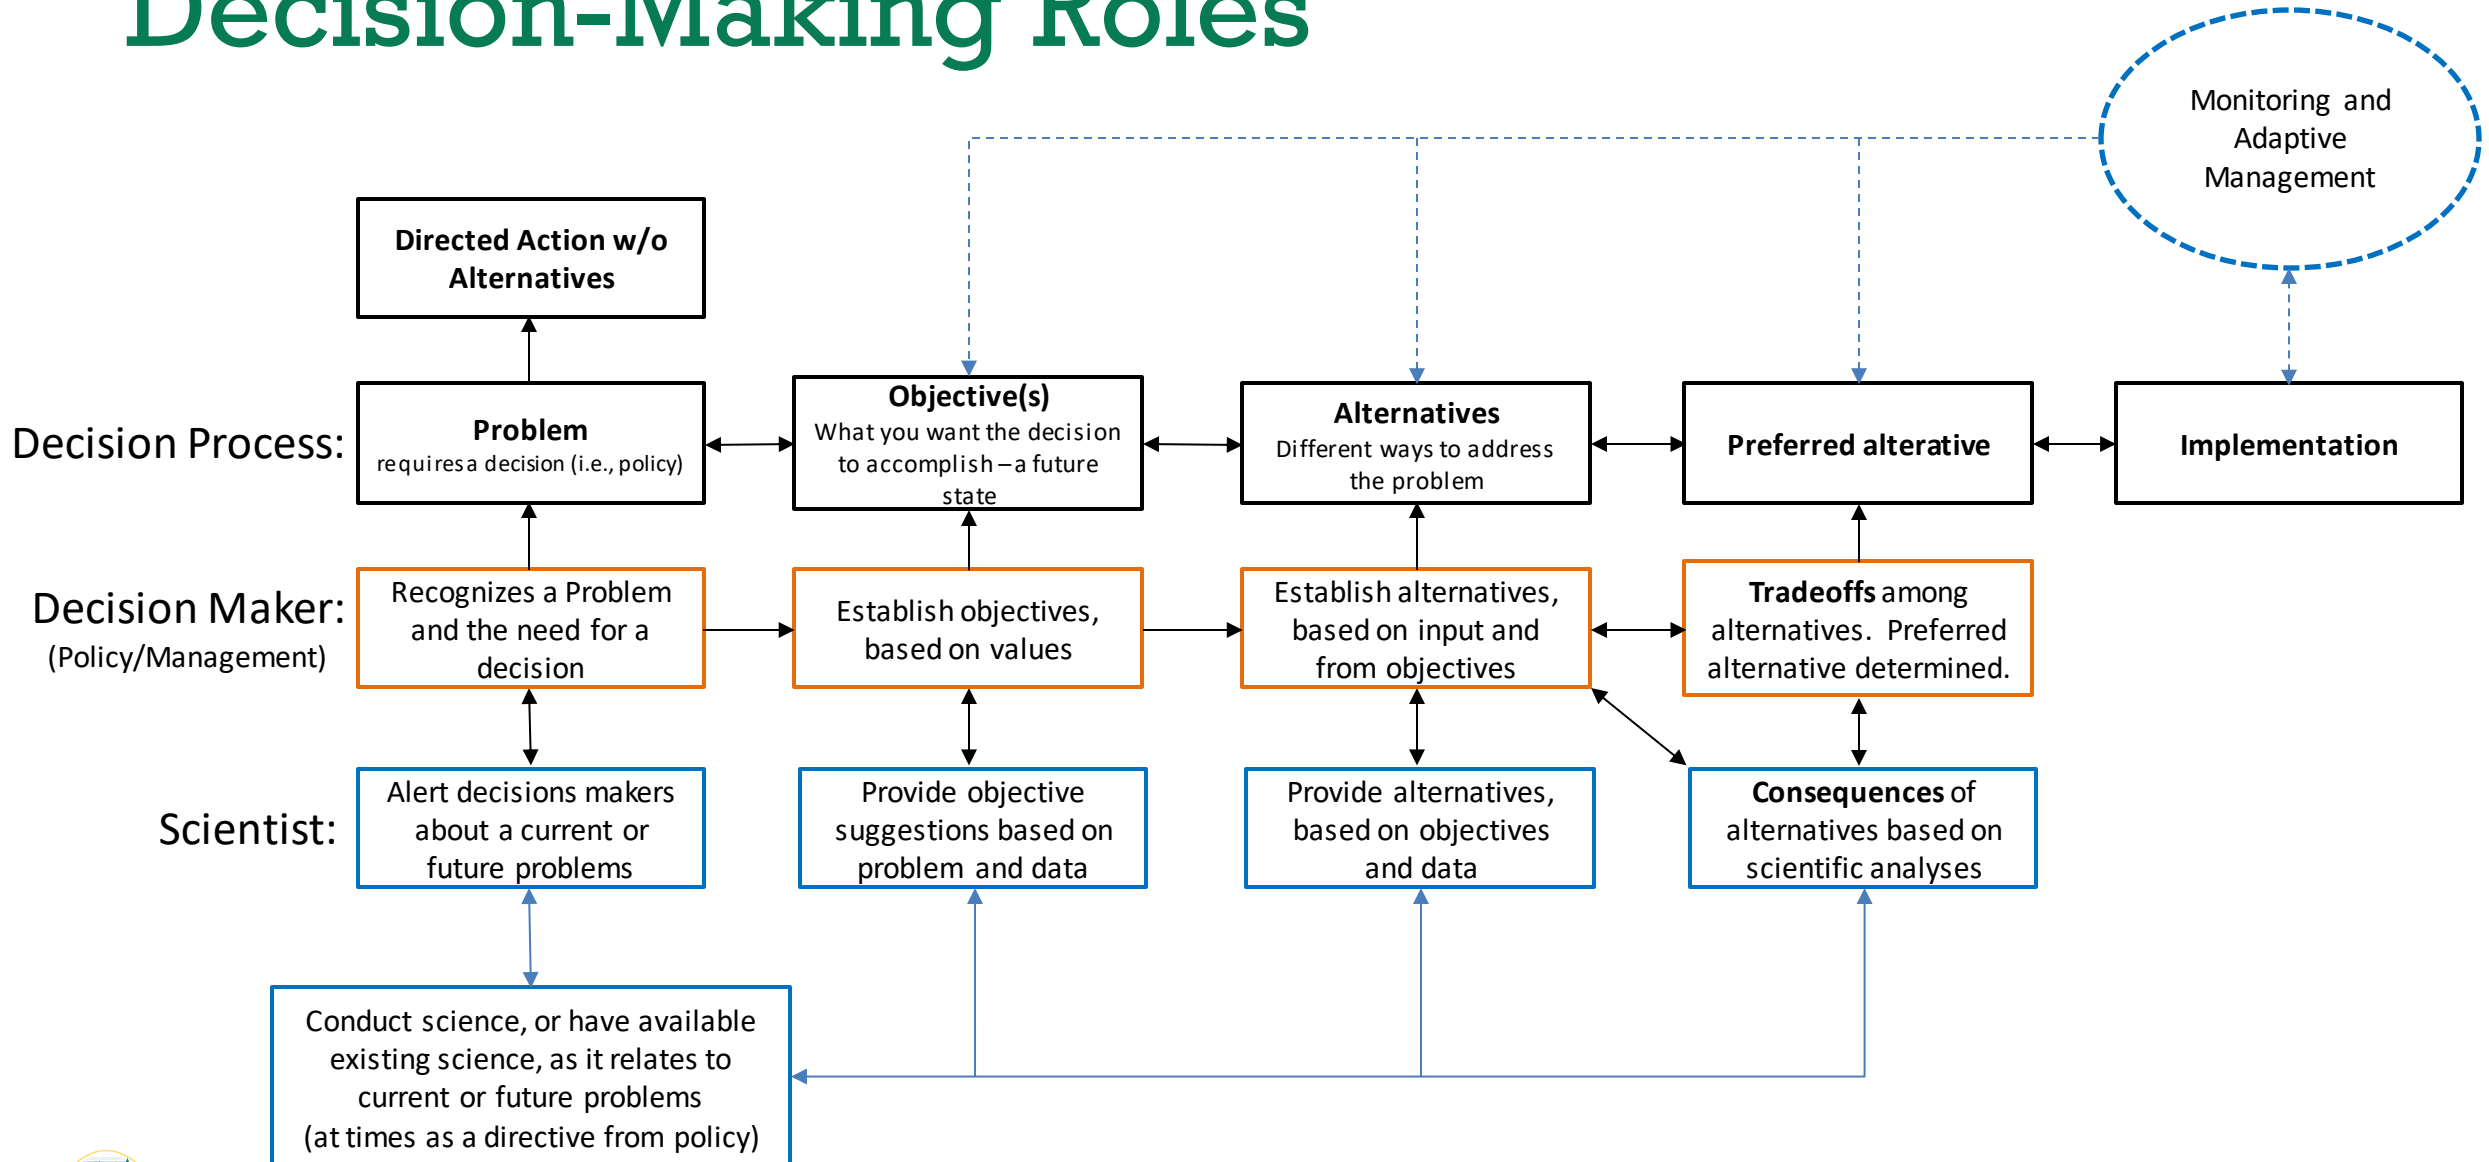 Decision-Making Roles
Monitoring and
Adaptive
Management
Directed Action w/o
Alternatives
Decision Process:
Problem
requires a decision (i.e., policy)
Objective(s)
What you want the decision
to accomplish – a future
state
Alternatives
Different ways to address
the problem
Preferred alterative
Implementation
Decision Maker:
(Policy/Management)
Recognizes a Problem
and the need for a
decision
Establish objectives,
based on values
Establish alternatives,
based on input and
from objectives
Tradeoffs among
alternatives. Preferred
alternative determined.
Scientist:
Alert decisions makers
about a current or
future problems
Provide objective
suggestions based on
problem and data
Provide alternatives,
based on objectives
and data
Consequences of
alternatives based on
scientific analyses
Conduct science, or have available
existing science, as it relates to
current or future problems
(at times as a directive from policy)